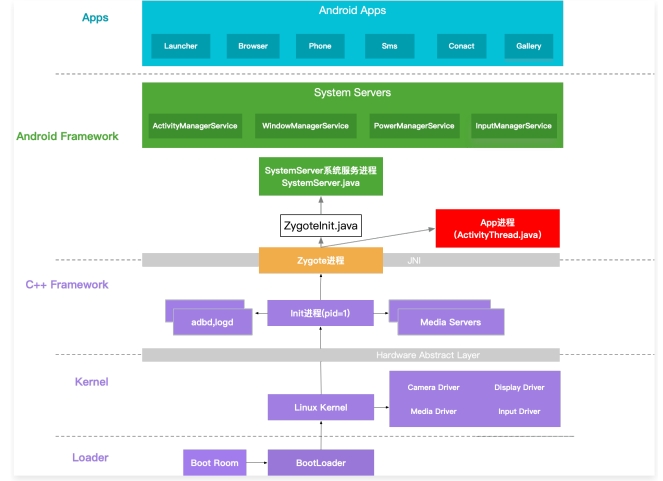 Apps
Android Apps
Launcher
Browser
Phone
Sms
Conact
Gallery
Android Framework
System Servers
ActivityManagerService
WindowManagerService
PowerManagerService
InputManagerService
SystemServer系统服务进程
SystemServer.java
ZygoteInit.java
App进程
（ActivityThread.java）
Zygote进程
JNI
C++ Framework
adbd,logd
Init进程(pid=1)
Media Servers
Hardware Abstract Layer
Kernel
Linux Kernel
Camera Driver
Display Driver
Media Driver
Input Driver
Loader
Boot Room
BootLoader